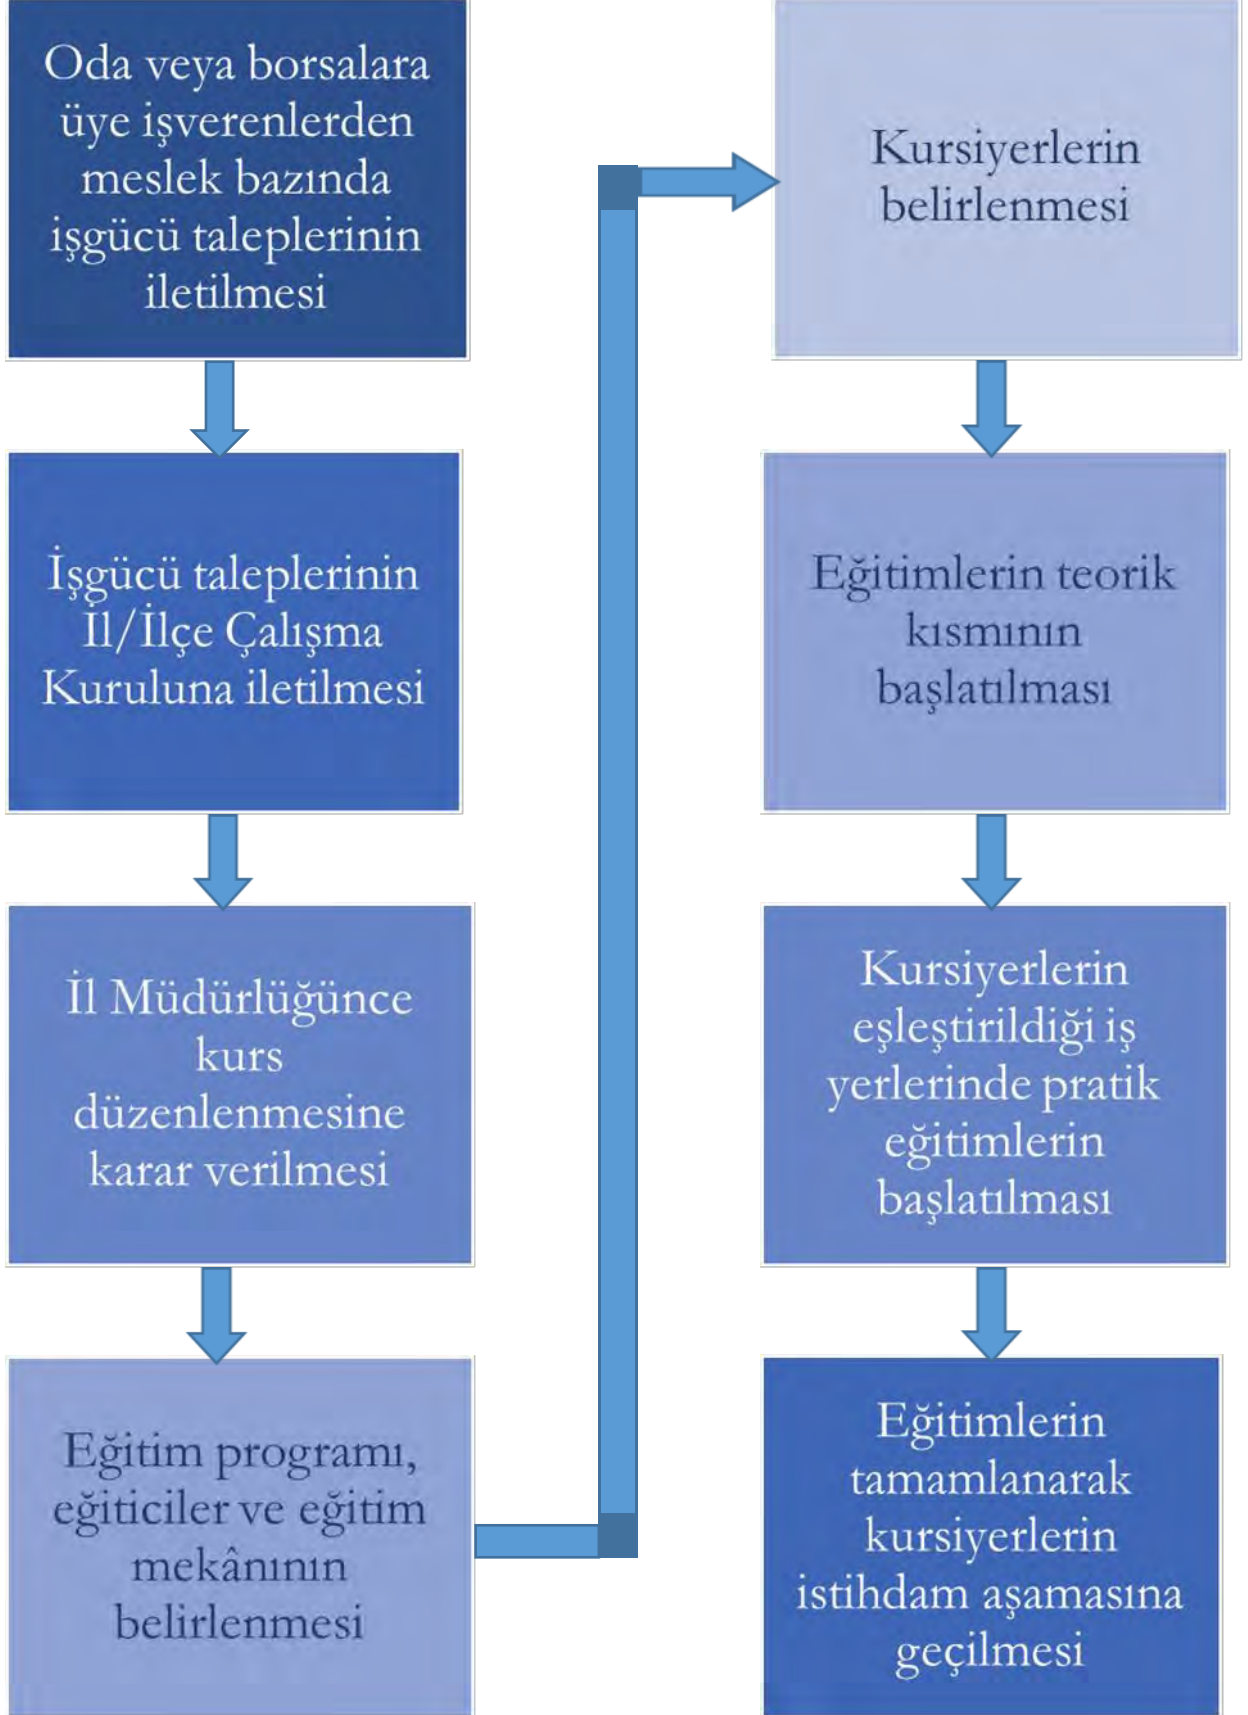 Oda veya borsalara
üye işverenlerden
meslek bazında
işgücü taleplerinin
iletilmesi
İşgücü taleplerinin
İl/İlçe Çalışma
Kuruluna iletilmesi
İl Müdürlüğünce
kurs
düzenlenmesine
karar verilmesi
Eğitim programı,
eğiticiler ve eğitim
mekânının
belirlenmesi
Kursiyerlerin
belirlenmesi
Eğitimlerin teorik
kısmının
başlatılması
Kursiyerlerin
eşleştirildiği iş
yerlerinde pratik
eğitimlerin
başlatılması
Eğitimlerin
tamamlanarak
kursiyerlerin
istihdam aşamasına
geçilmesi